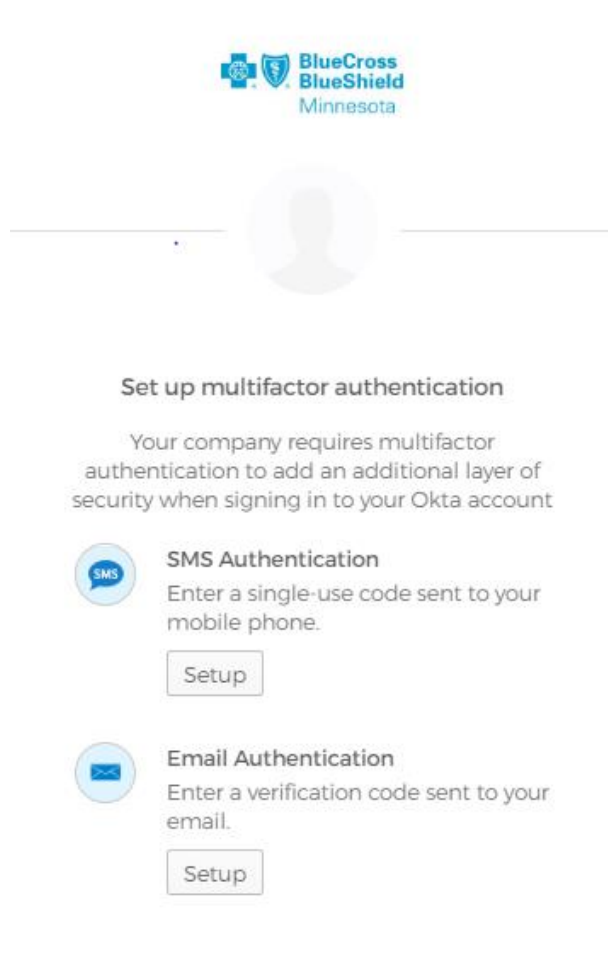 BlueCross
BlueShield
Minnesota
Set up multifactor authentication
Your company requires multifactor
authentication to add an additional layer of
security when signing in to your Okta account
SMS
SMS Authentication
Enter a single-use code sent to your
mobile phone.
Setup
Email Authentication
Enter a verification code sent to your
email.
Setup